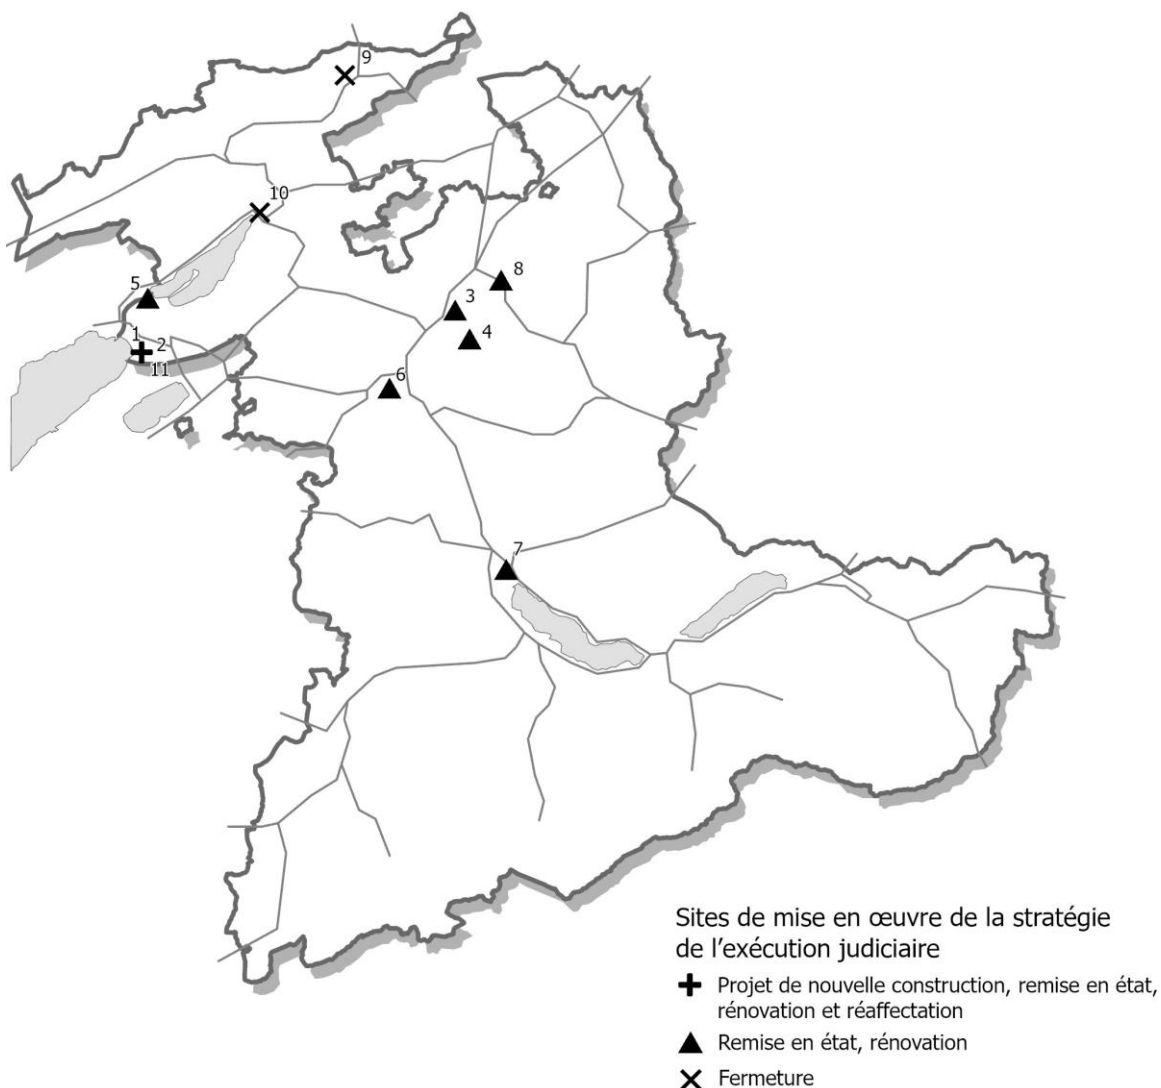 9
10
5
8
3
1
4
2
11
6
7
Sites de mise en œuvre de la stratégie
de l’exécution judiciaire
Projet de nouvelle construction, remise en état,
rénovation et réaffectation
Remise en état, rénovation
Fermeture